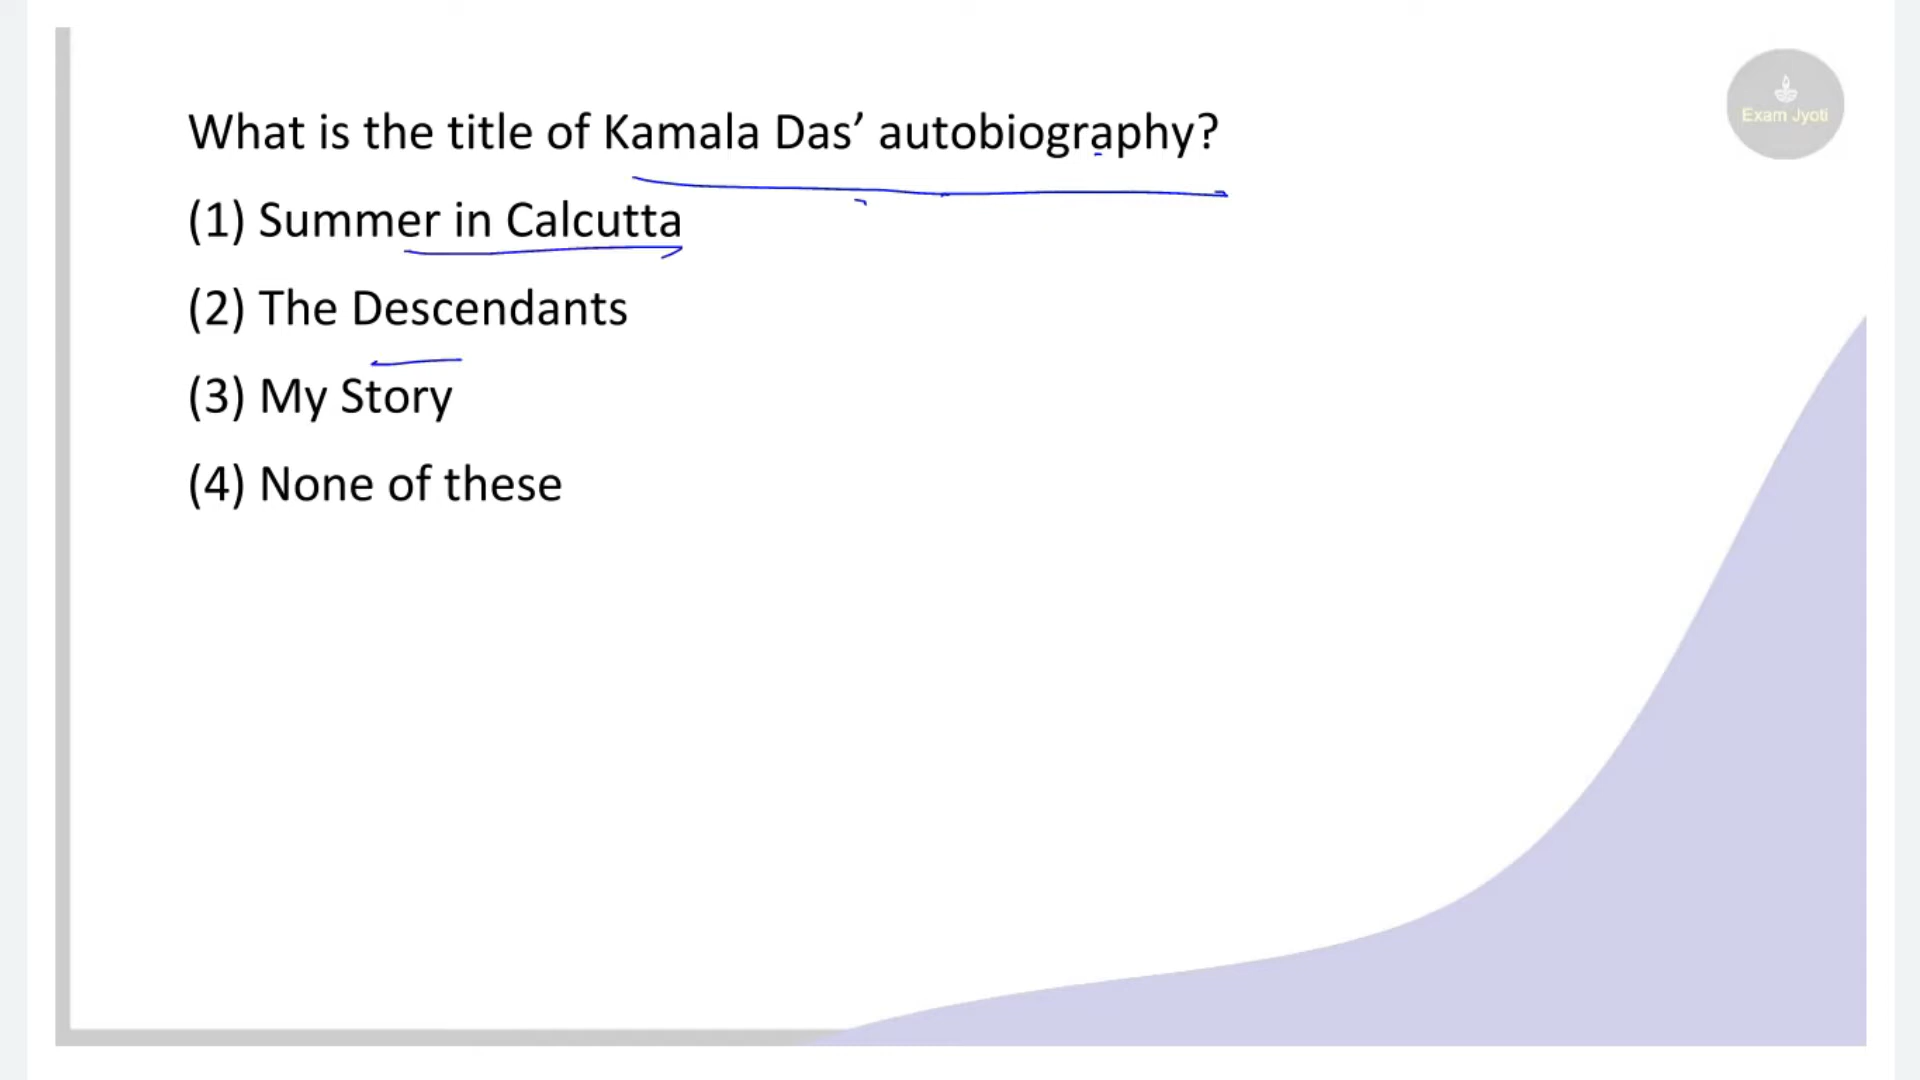 What is the title of Kamala Das’ autobiography?
(1) Summer in Calcutta
(2) The Descendants
(3) My Story
(4) None of these
Exam Jyoti